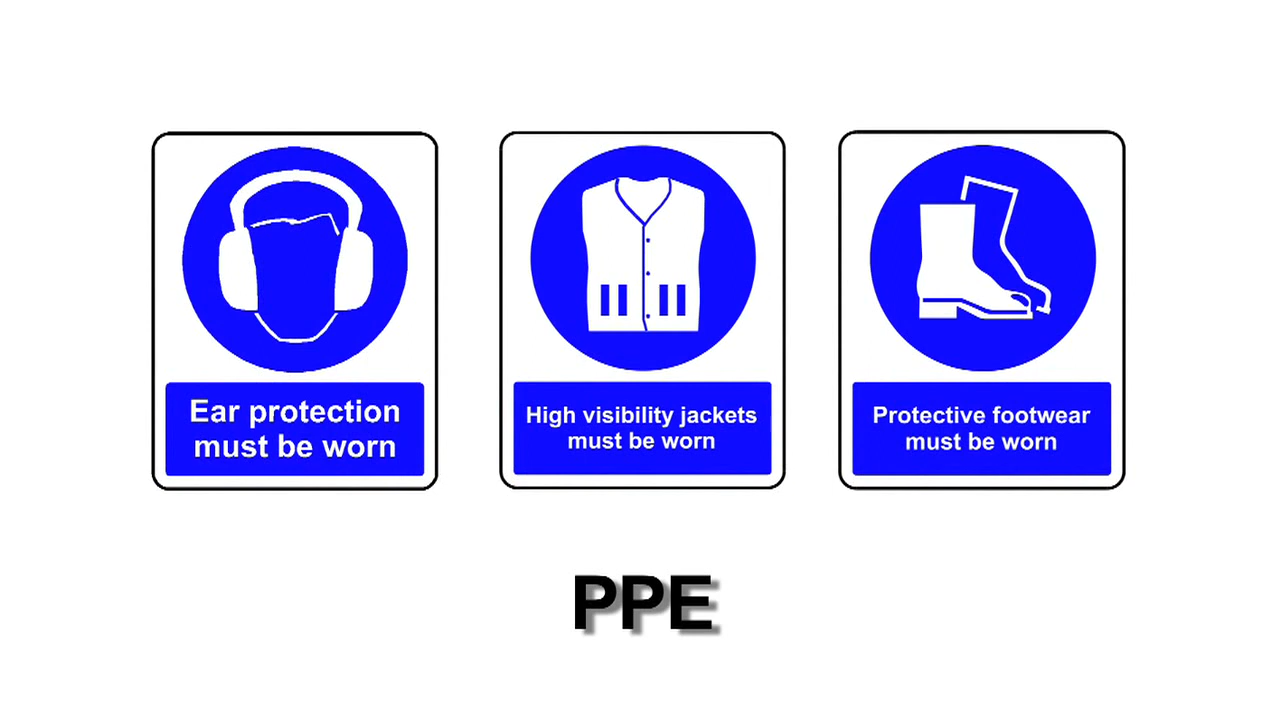 Ear protection
must be worn
High visibility jackets
must be worn
Protective footwear
must be worn
PPE